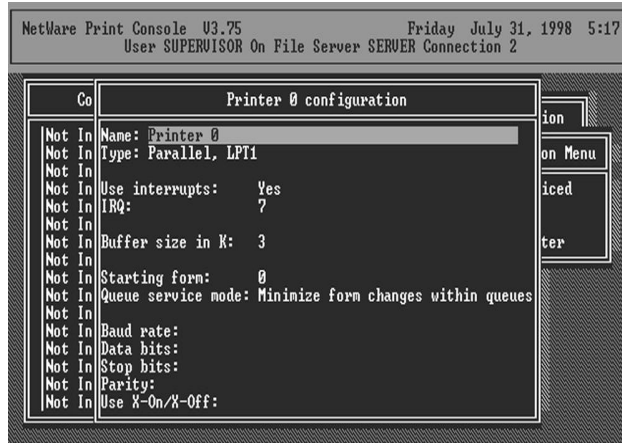 NetWare Print Console V3.75 Friday July 31, 1998 5:17
User SUPERVISOR On File Server SERVER Connection 2
Co
Printer 0 configuration
ion
Not In
Name: Printer 0
Not In
Type: Parallel, LPT1
on Menu
Not In
Not In
Use interrupts: Yes
iced
Not In
IRQ: 7
Not In
Not In
Buffer size in K: 3
ter
Not In
Not In
Starting form: 0
Not In
Queue service mode: Minimize form changes within queues
Not In
Not In
Baud rate:
Not In
Data bits:
Not In
Stop bits:
Not In
Parity:
Not In
Use X-On/X-Off: